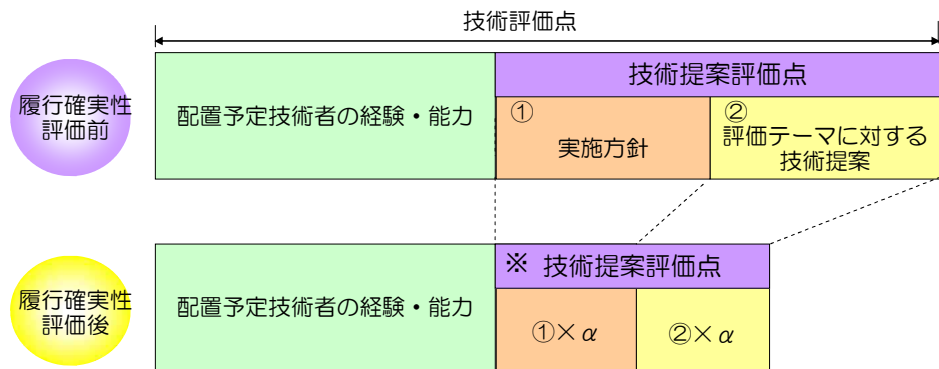 技術評価点
履行確実性
評価前
配置予定技術者の経験・能力
技術提案評価点
①
実施方針
②
評価テーマに対する
技術提案
履行確実性
評価後
配置予定技術者の経験・能力
※ 技術提案評価点
①×α
②×α